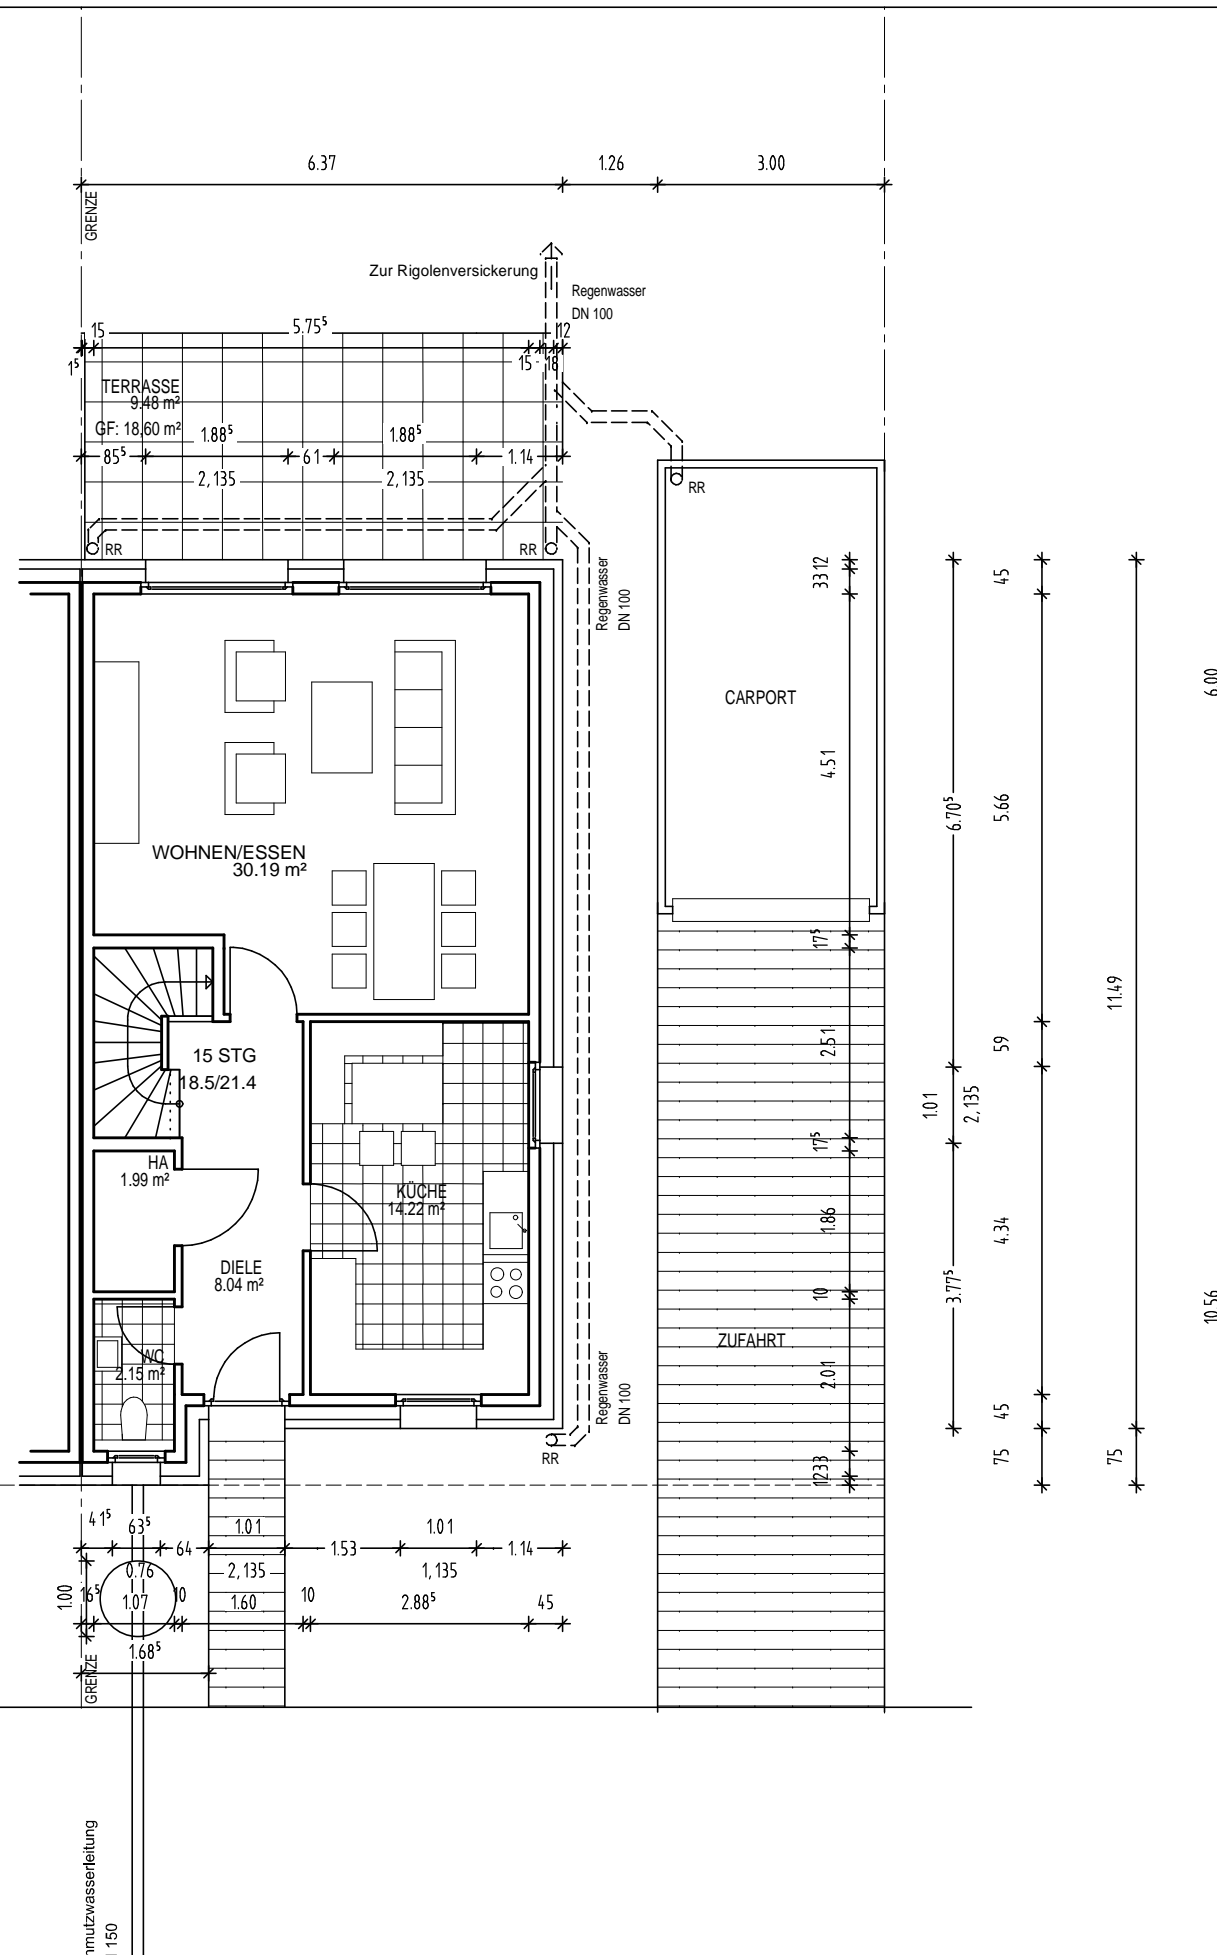 6.37
1.26
3.00
GRENZE
Zur Rigolenversickerung
Regenwasser
DN 100
15
5.75⁵
12
1⁵
15
18
TERRASSE
9.48 m²
GF: 18,60 m²
1.88⁵
1.88⁵
85⁵
61
1.14
2,135
2,135
RR
RR
RR
Regenwasser
DN 100
33 12
45
6.00
CARPORT
4.51
6.70⁵
5.66
WOHNEN/ESSEN
30.19 m²
17⁵
11.49
15 STG
18.5/21.4
2.51
59
1.01
2,135
17⁵
HA
1.99 m²
KÜCHE
14.22 m²
1.86
4.34
DIELE
8.04 m²
10
3.77⁵
10.56
ZUFAHRT
WC
2.15 m²
2.01
Regenwasser
DN 100
45
RR
75
75
1233
41⁵
63⁵
64
1.01
1.53
1.01
1.14
0.76
2,135
1,135
1.00
16⁵
1.07
10
1.60
10
2.88⁵
45
1.68⁵
GRENZE
nmutzwasserleitung
150